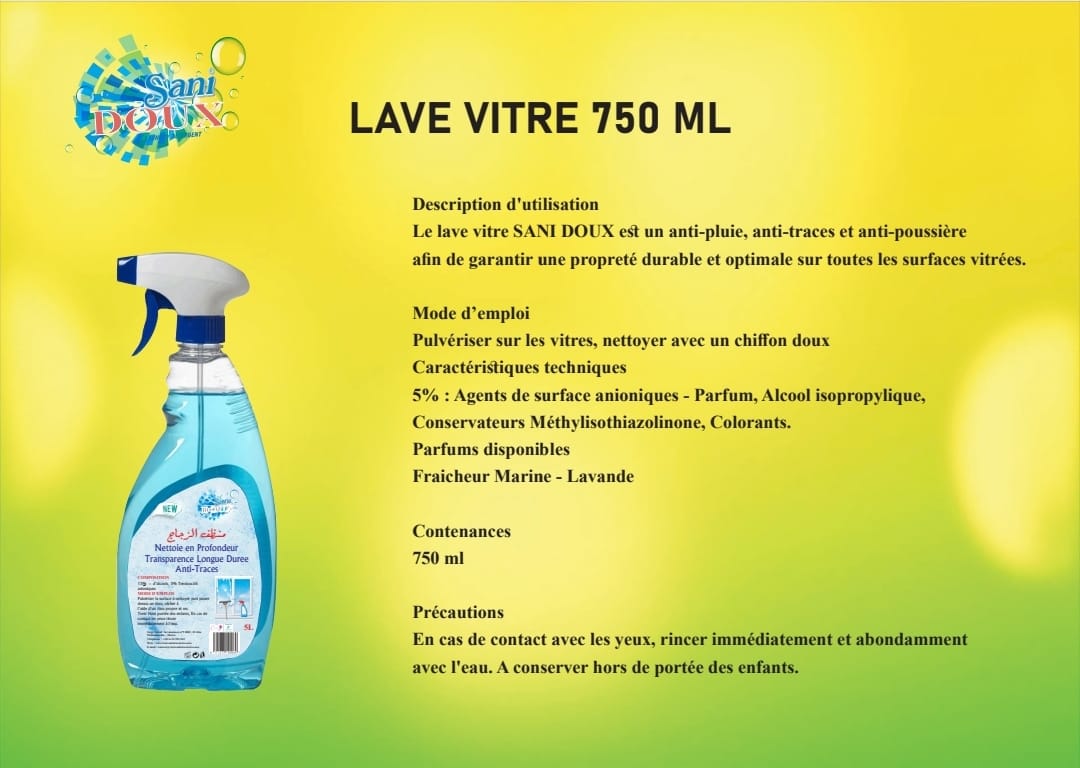 Sani
DOUX
LAVE VITRE 750 ML
Description d'utilisation
Le lave vitre SANI DOUX est un anti-pluie, anti-traces et anti-poussière
afin de garantir une propreté durable et optimale sur toutes les surfaces vitrées.
Mode d’emploi
Pulvériser sur les vitres, nettoyer avec un chiffon doux
Caractéristiques techniques
5% : Agents de surface anioniques - Parfum, Alcool isopropylique,
Conservateurs Méthylisothiazolinone, Colorants.
Parfums disponibles
Fraicheur Marine - Lavande
Contenances
750 ml
Précautions
En cas de contact avec les yeux, rincer immédiatement et abondamment
avec l'eau. A conserver hors de portée des enfants.
NEW
منظف الزجاج
Nettoie en Profondeur
Transparence Longue Duree
Anti-Traces
COMPOSITION
MODE D'EMPLOI
5L